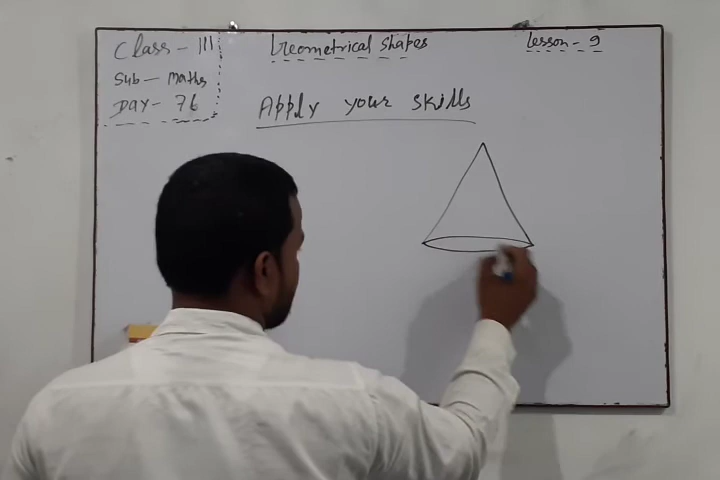 Class - III
Geometrical Shapes
Lesson - 9
Sub - Maths
Day - 76
Apply your skills